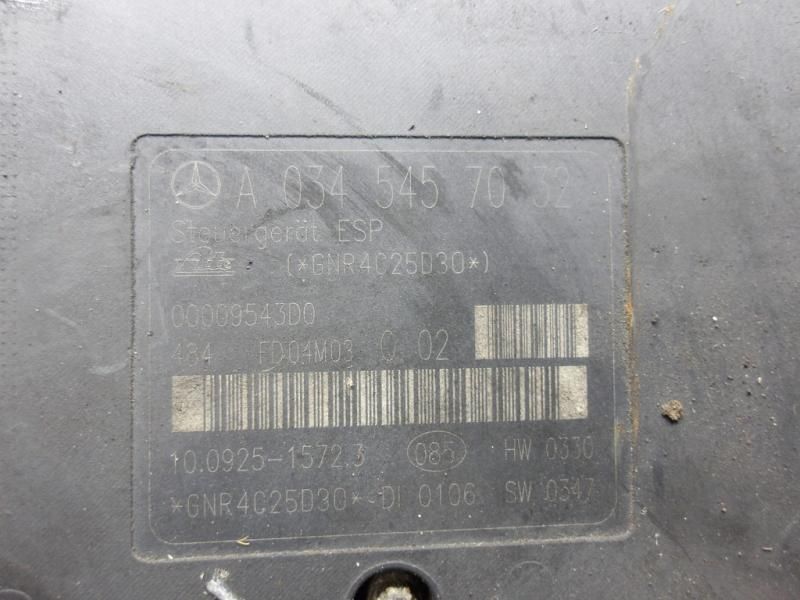 A 034 545 70 32
Steuergerät ESP
(*GNR4C25D30*)
00009543D0
484 FD04M03 Q 02
10.0925-1572.3 085 HW 0330
*GNR4C25D30*-DI 0106 SW 0347